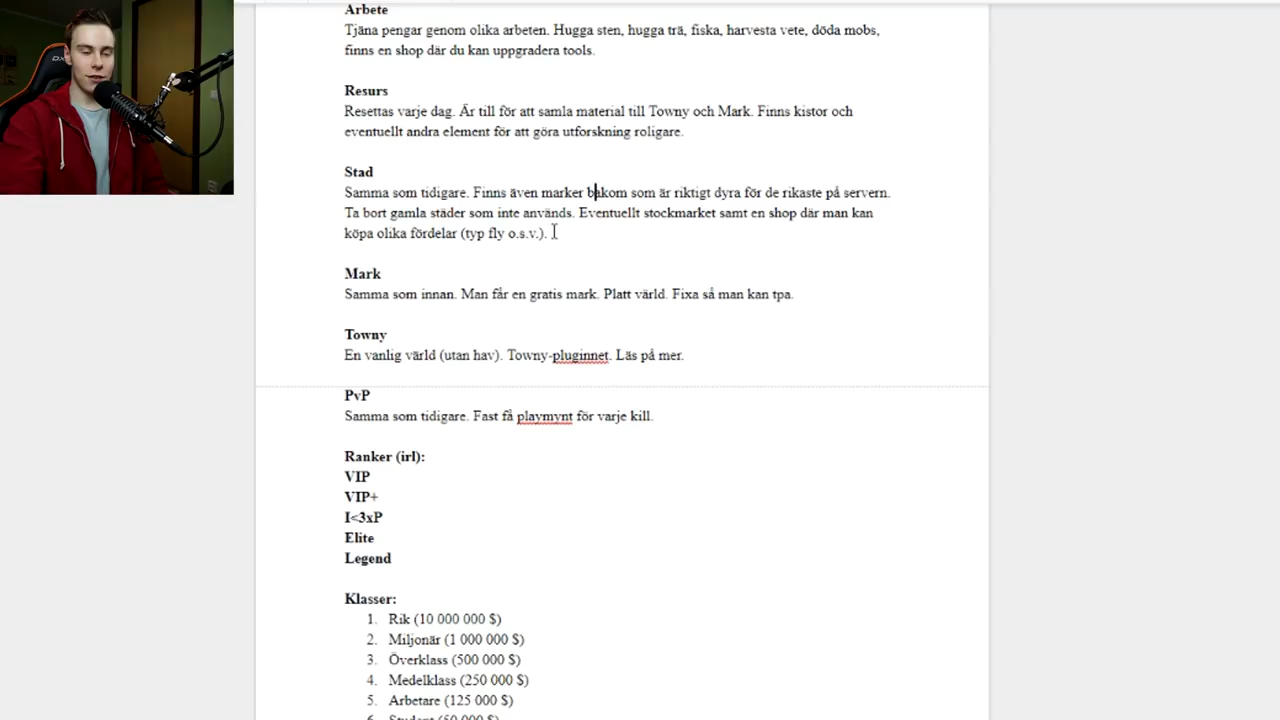 Arbete
Tjäna pengar genom olika arbeten. Hugga sten, hugga trä, fiska, harvesta vete, döda mobs,
finns en shop där du kan uppgradera tools.
Resurs
Resettas varje dag. Är till för att samla material till Towny och Mark. Finns kistor och
eventuellt andra element för att göra utforskning roligare.
Stad
Samma som tidigare. Finns även marker bakom som är riktigt dyra för de rikaste på servern.
Ta bort gamla städer som inte används. Eventuellt stockmarket samt en shop där man kan
köpa olika fördelar (typ fly o.s.v.).
Mark
Samma som innan. Man får en gratis mark. Platt värld. Fixa så man kan tpa.
Towny
En vanlig värld (utan hav). Towny-pluginnet. Läs på mer.
PvP
Samma som tidigare. Fast få playmynt för varje kill.
Ranker (irl):
VIP
VIP+
I<3xP
Elite
Legend
Klasser:
1. Rik (10 000 000 $)
2. Miljonär (1 000 000 $)
3. Överklass (500 000 $)
4. Medelklass (250 000 $)
5. Arbetare (125 000 $)
6. Student (50 000 $)